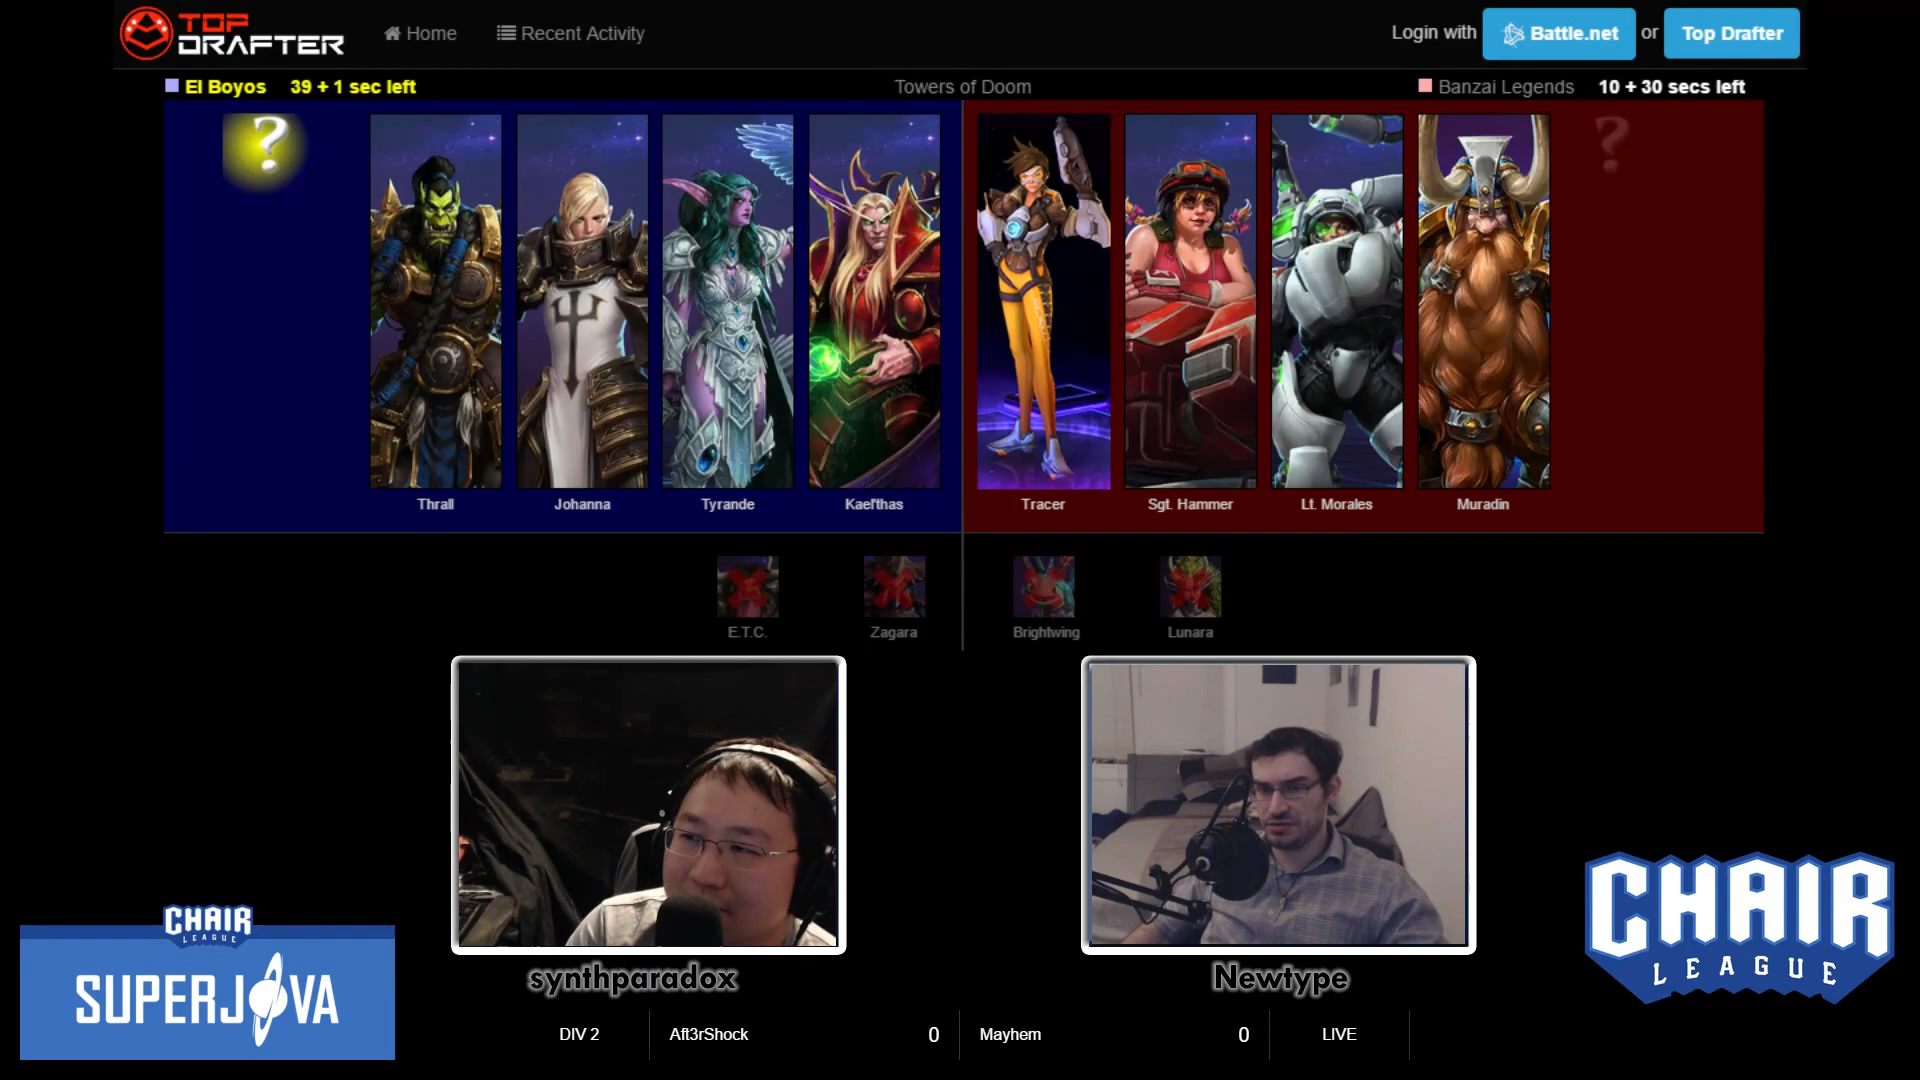 TOP DRAFTER
Home
Recent Activity
Login with
Battle.net
or
Top Drafter
El Boyos 39 + 1 sec left
Towers of Doom
Banzai Legends 10 + 30 secs left
?
?
Thrall
Johanna
Tyrande
Kael'thas
Tracer
Sgt. Hammer
Lt. Morales
Muradin
E.T.C.
Zagara
Brightwing
Lunara
CHAIR
LEAGUE
SUPERJOVA
synthparadox
Newtype
CHAIR
LEAGUE
DIV 2
Aft3rShock
0
Mayhem
0
LIVE